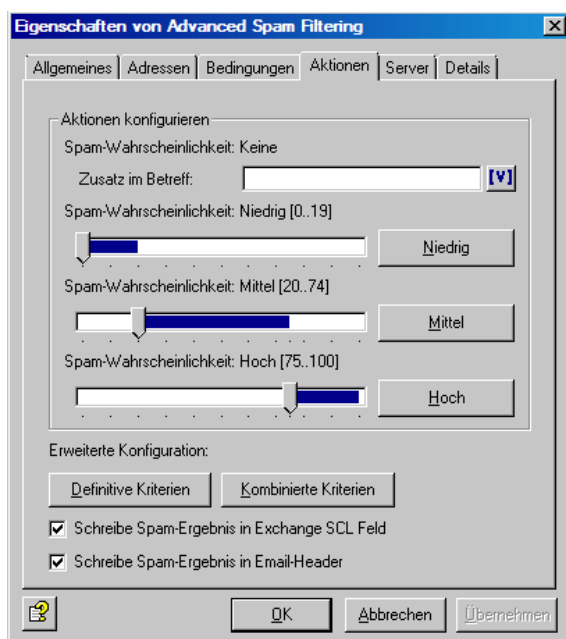 Eigenschaften von Advanced Spam Filtering
Allgemeines Adressen Bedingungen Aktionen Server Details
Aktionen konfigurieren
Spam-Wahrscheinlichkeit: Keine
Zusatz im Betreff: [V]
Spam-Wahrscheinlichkeit: Niedrig [0..19]
Niedrig
Spam-Wahrscheinlichkeit: Mittel [20..74]
Mittel
Spam-Wahrscheinlichkeit: Hoch [75..100]
Hoch
Erweiterte Konfiguration:
Definitive Kriterien Kombinierte Kriterien
Schreibe Spam-Ergebnis in Exchange SCL Feld
Schreibe Spam-Ergebnis in Email-Header
OK Abbrechen Übernehmen